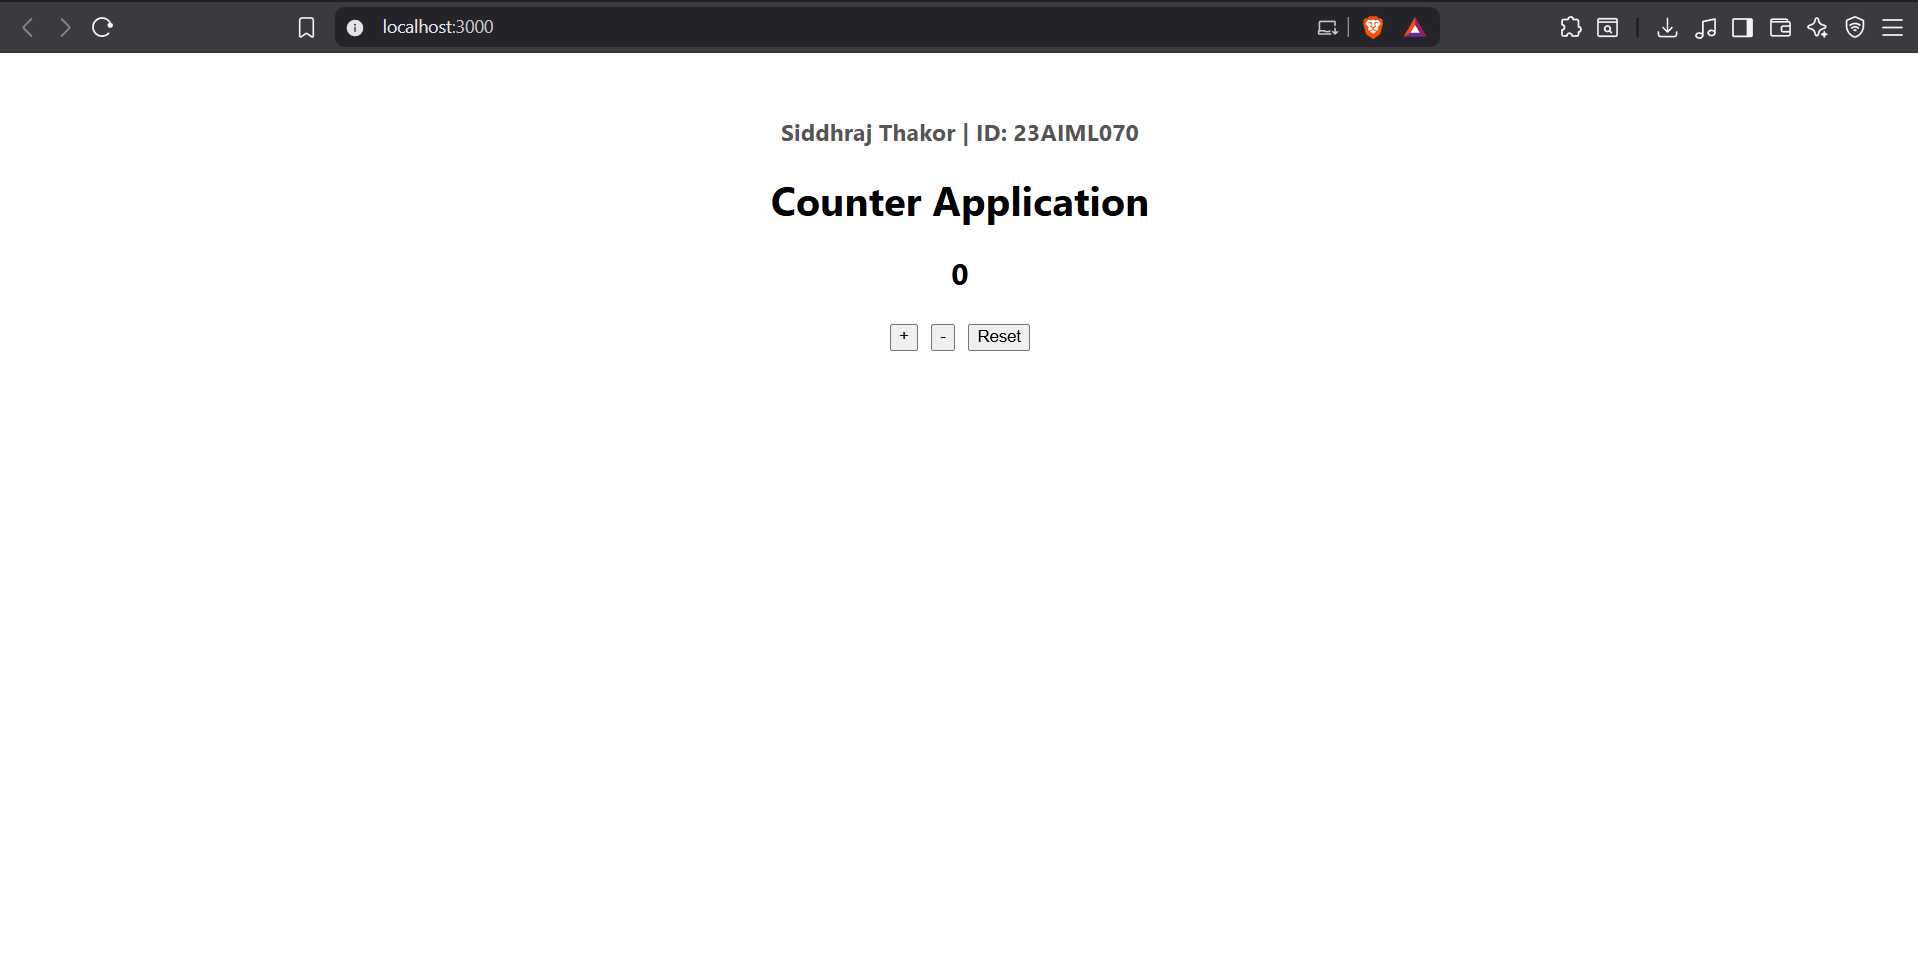 localhost:3000
Siddhraj Thakor | ID: 23AIML070
Counter Application
0
+ - Reset